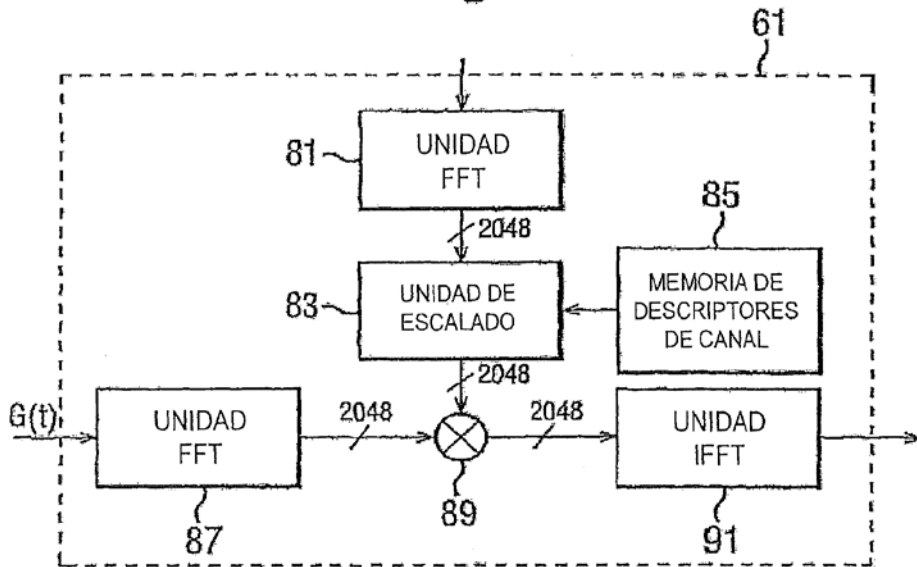 61
81
UNIDAD
FFT
2048
85
83
UNIDAD DE
ESCALADO
MEMORIA DE
DESCRIPTORES
DE CANAL
2048
G(t)
UNIDAD
FFT
2048
2048
UNIDAD
IFFT
87
89
91